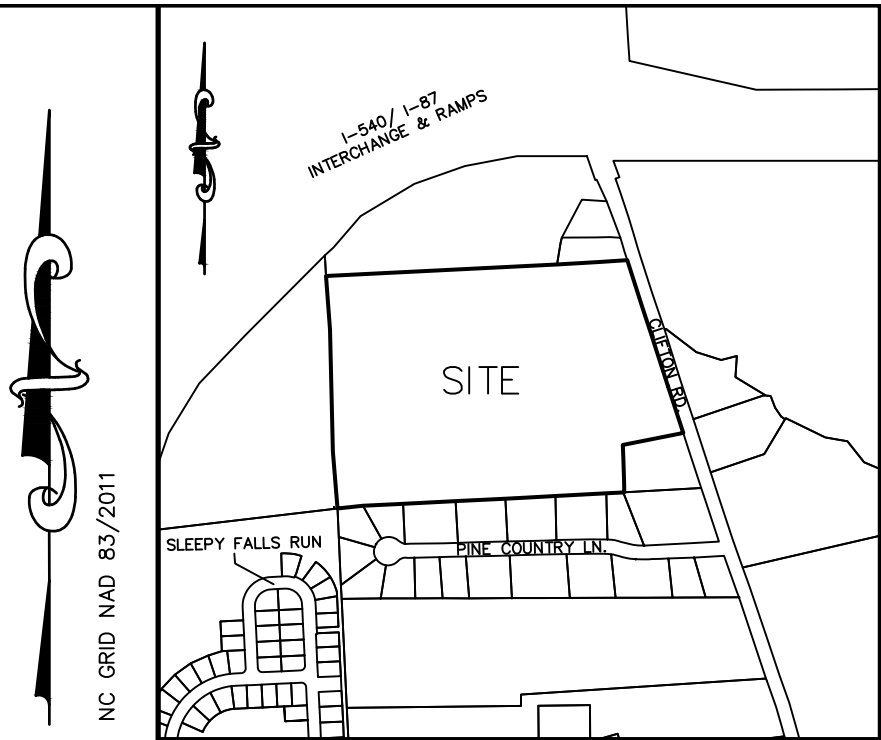 I-540/ I-87
INTERCHANGE & RAMPS
CLIFTON RD.
SITE
SLEEPY FALLS RUN
PINE COUNTRY LN.
NC GRID NAD 83/2011